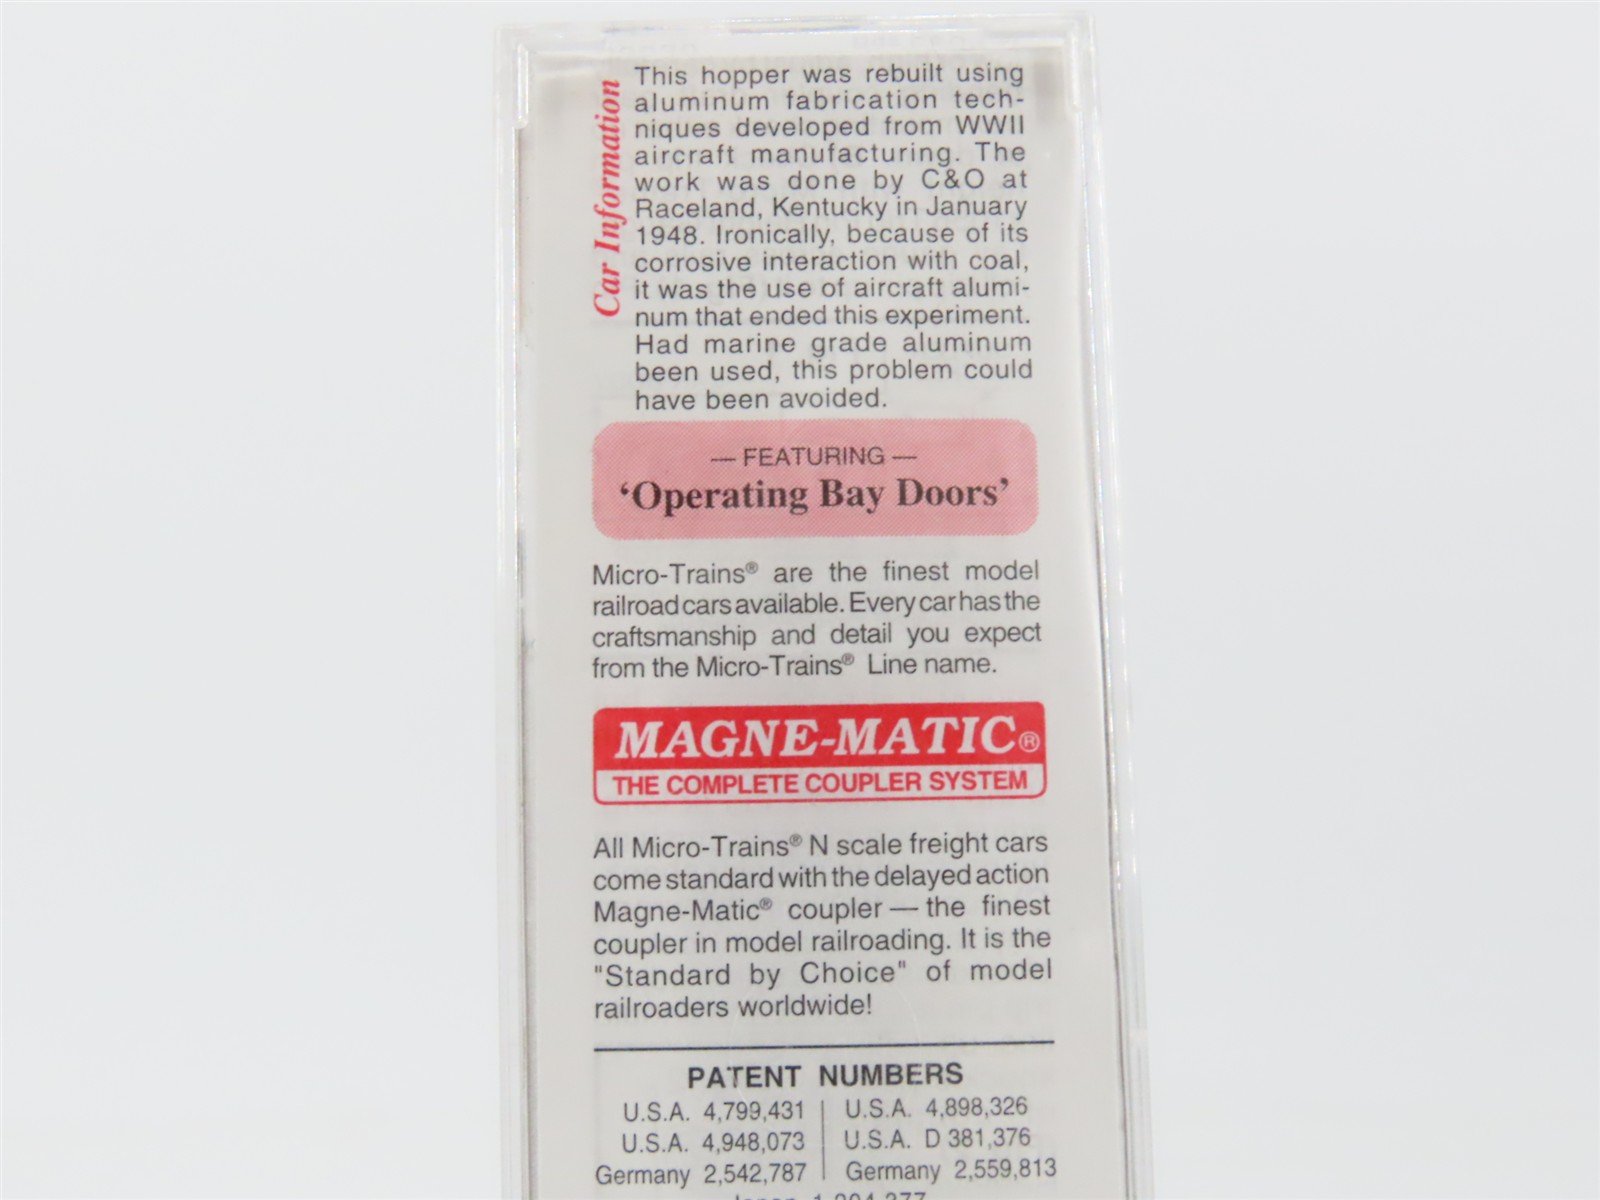 Car Information
This hopper was rebuilt using
aluminum fabrication tech-
niques developed from WWII
aircraft manufacturing. The
work was done by C&O at
Raceland, Kentucky in January
1948. Ironically, because of its
corrosive interaction with coal,
it was the use of aircraft alumi-
num that ended this experiment.
Had marine grade aluminum
been used, this problem could
have been avoided.
— FEATURING —
‘Operating Bay Doors’
Micro-Trains® are the finest model
railroad cars available. Every car has the
craftsmanship and detail you expect
from the Micro-Trains® Line name.
MAGNE-MATIC®
THE COMPLETE COUPLER SYSTEM
All Micro-Trains® N scale freight cars
come standard with the delayed action
Magne-Matic® coupler — the finest
coupler in model railroading. It is the
"Standard by Choice" of model
railroaders worldwide!
PATENT NUMBERS
U.S.A. 4,799,431 | U.S.A. 4,898,326
U.S.A. 4,948,073 | U.S.A. D 381,376
Germany 2,542,787 | Germany 2,559,813